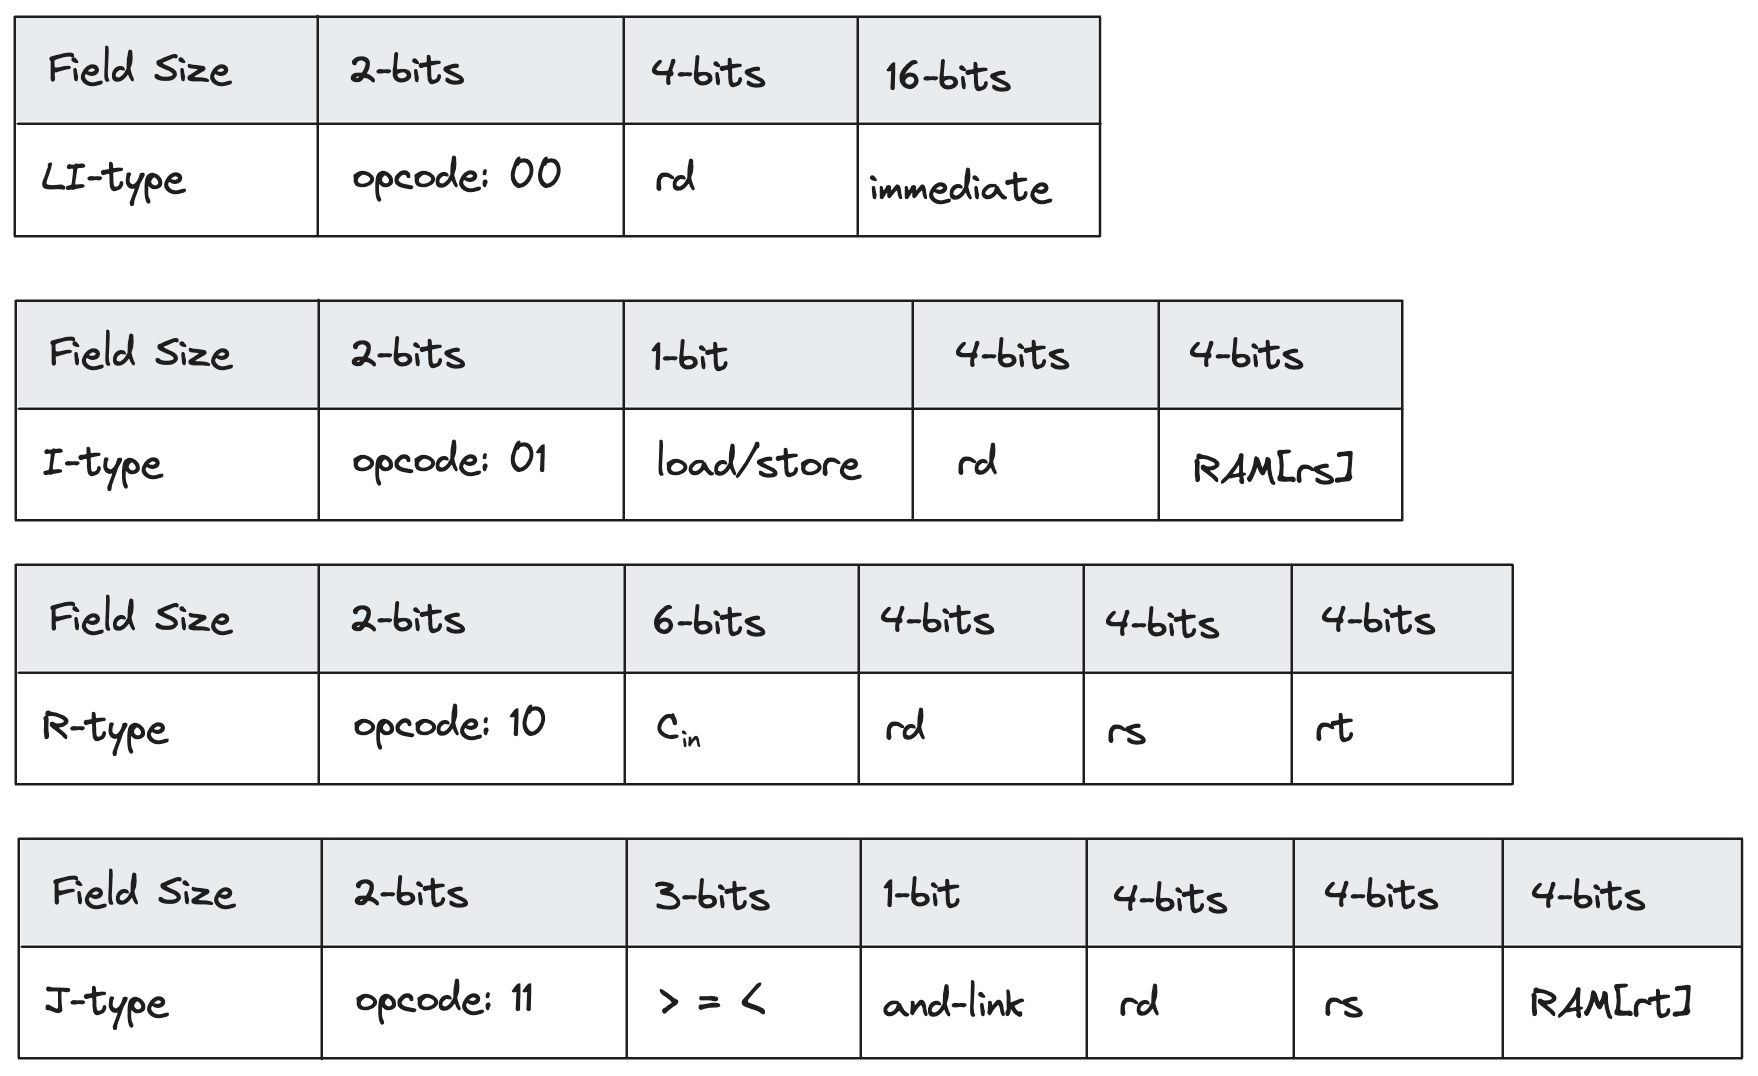 Field Size 2-bits 4-bits 16-bits
LI-type opcode: 00 rd immediate
Field Size 2-bits 1-bit 4-bits 4-bits
I-type opcode: 01 load/store rd RAM[rs]
Field Size 2-bits 6-bits 4-bits 4-bits 4-bits
R-type opcode: 10 Cin rd rs rt
Field Size 2-bits 3-bits 1-bit 4-bits 4-bits 4-bits
J-type opcode: 11 > = < and-link rd rs RAM[rt]